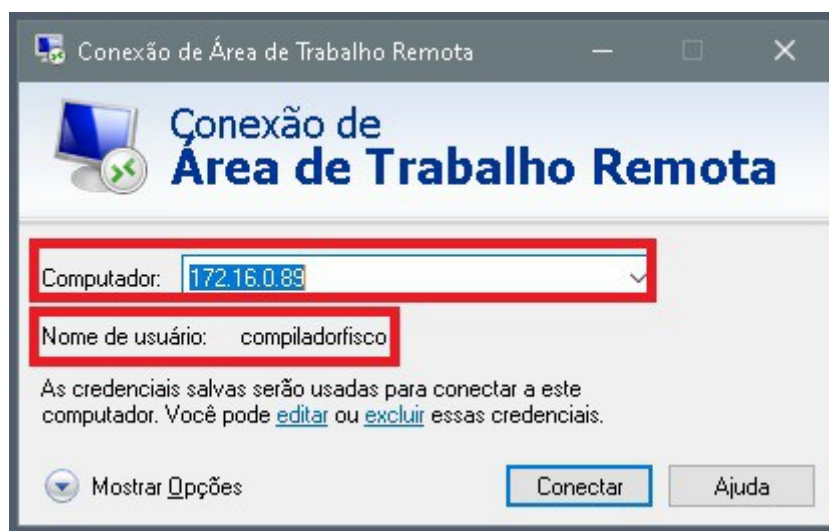 Conexão de Área de Trabalho Remota
Conexão de
Área de Trabalho Remota
Computador: 172.16.0.89
Nome de usuário: compiladorfisco
As credenciais salvas serão usadas para conectar a este
computador. Você pode editar ou excluir essas credenciais.
Mostrar Opções Conectar Ajuda